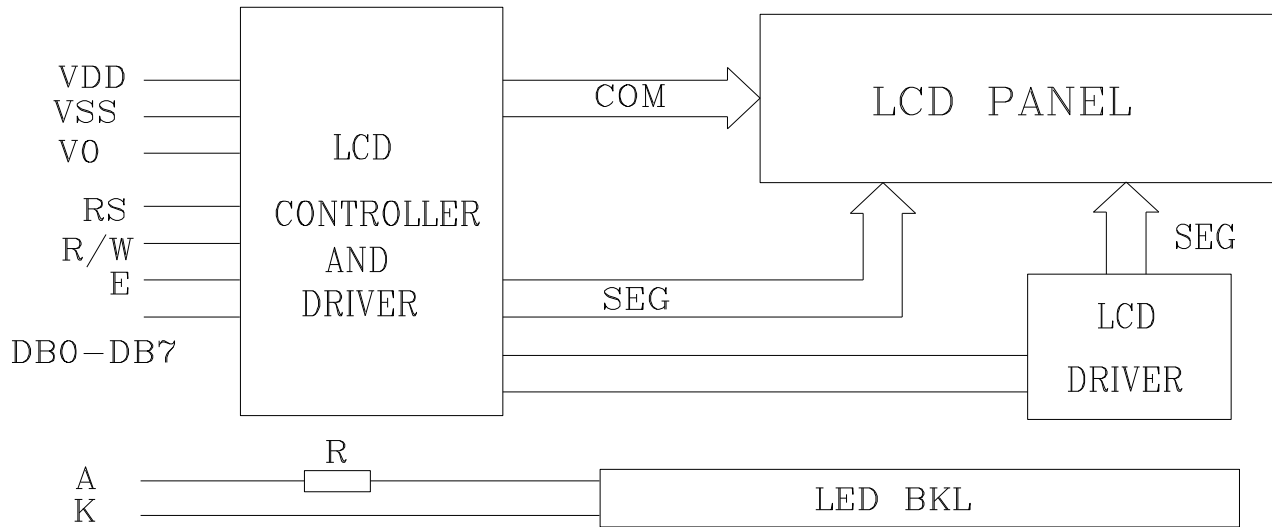 VDD
VSS
V0
RS
R/W
E
DB0-DB7
LCD
CONTROLLER
AND
DRIVER
COM
SEG
LCD PANEL
SEG
LCD
DRIVER
A
K
R
LED BKL